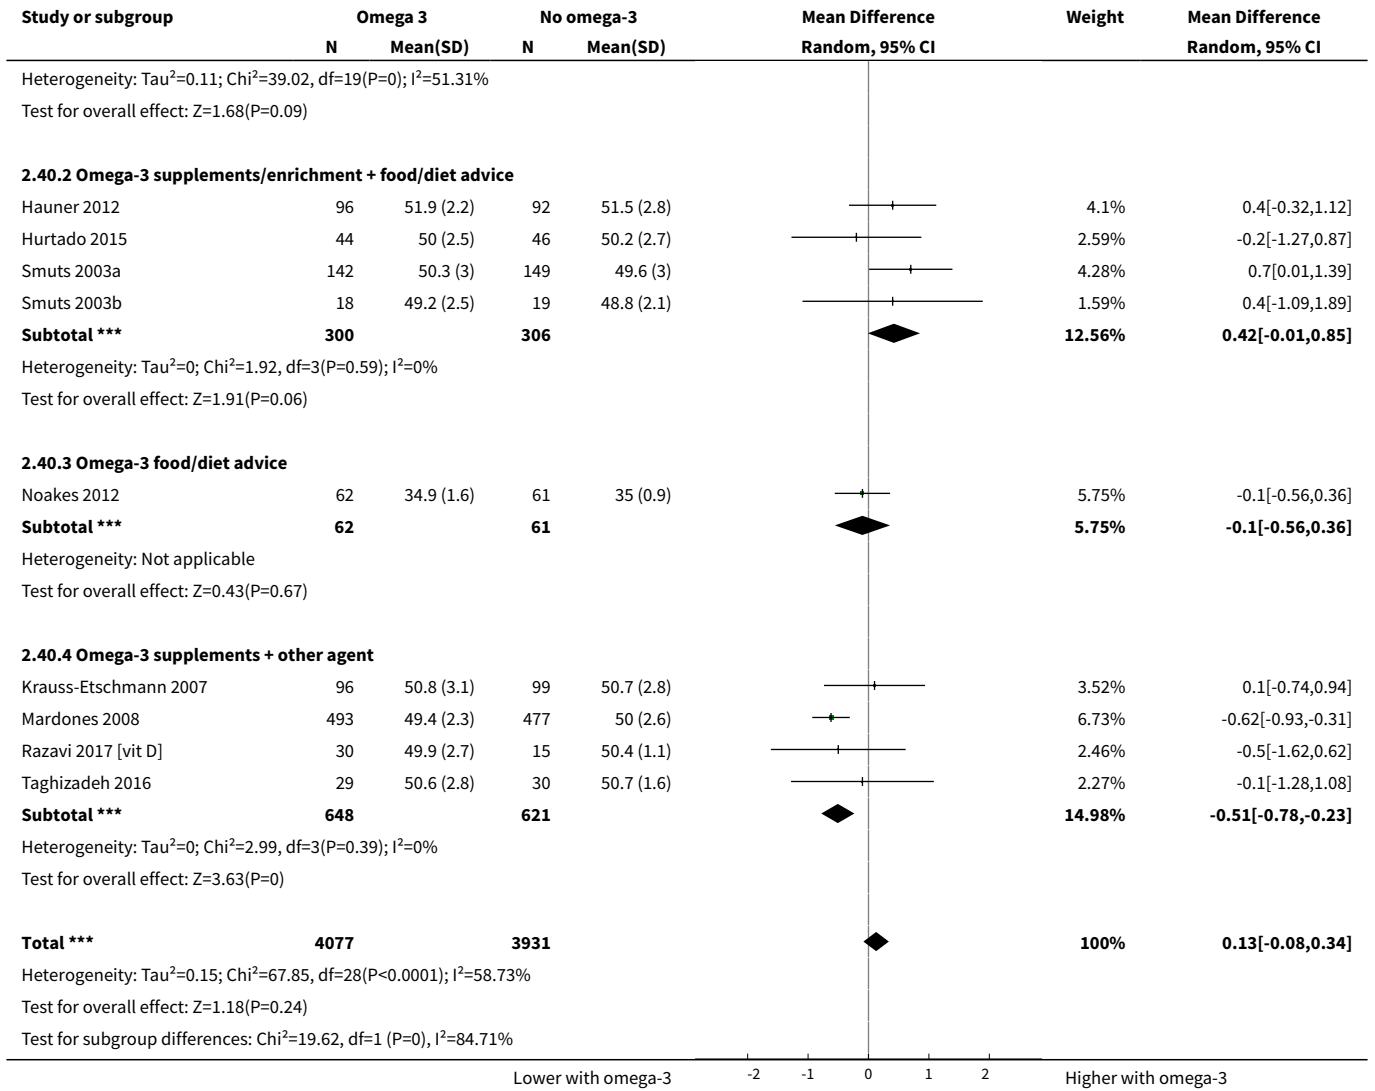 Study or subgroup Omega 3 No omega-3 Mean Difference Weight Mean Difference
N Mean(SD) N Mean(SD) Random, 95% CI Random, 95% CI
Heterogeneity: Tau²=0.11; Chi²=39.02, df=19(P=0); I²=51.31%
Test for overall effect: Z=1.68(P=0.09)
2.40.2 Omega-3 supplements/enrichment + food/diet advice
Hauner 2012 96 51.9 (2.2) 92 51.5 (2.8) 4.1% 0.4[-0.32,1.12]
Hurtado 2015 44 50 (2.5) 46 50.2 (2.7) 2.59% -0.2[-1.27,0.87]
Smuts 2003a 142 50.3 (3) 149 49.6 (3) 4.28% 0.7[0.01,1.39]
Smuts 2003b 18 49.2 (2.5) 19 48.8 (2.1) 1.59% 0.4[-1.09,1.89]
Subtotal *** 300 306 12.56% 0.42[-0.01,0.85]
Heterogeneity: Tau²=0; Chi²=1.92, df=3(P=0.59); I²=0%
Test for overall effect: Z=1.91(P=0.06)
2.40.3 Omega-3 food/diet advice
Noakes 2012 62 34.9 (1.6) 61 35 (0.9) 5.75% -0.1[-0.56,0.36]
Subtotal *** 62 61 5.75% -0.1[-0.56,0.36]
Heterogeneity: Not applicable
Test for overall effect: Z=0.43(P=0.67)
2.40.4 Omega-3 supplements + other agent
Krauss-Etschmann 2007 96 50.8 (3.1) 99 50.7 (2.8) 3.52% 0.1[-0.74,0.94]
Mardones 2008 493 49.4 (2.3) 477 50 (2.6) 6.73% -0.62[-0.93,-0.31]
Razavi 2017 [vit D] 30 49.9 (2.7) 15 50.4 (1.1) 2.46% -0.5[-1.62,0.62]
Taghizadeh 2016 29 50.6 (2.8) 30 50.7 (1.6) 2.27% -0.1[-1.28,1.08]
Subtotal *** 648 621 14.98% -0.51[-0.78,-0.23]
Heterogeneity: Tau²=0; Chi²=2.99, df=3(P=0.39); I²=0%
Test for overall effect: Z=3.63(P=0)
Total *** 4077 3931 100% 0.13[-0.08,0.34]
Heterogeneity: Tau²=0.15; Chi²=67.85, df=28(P<0.0001); I²=58.73%
Test for overall effect: Z=1.18(P=0.24)
Test for subgroup differences: Chi²=19.62, df=1 (P=0), I²=84.71%
Lower with omega-3 -2 -1 0 1 2 Higher with omega-3